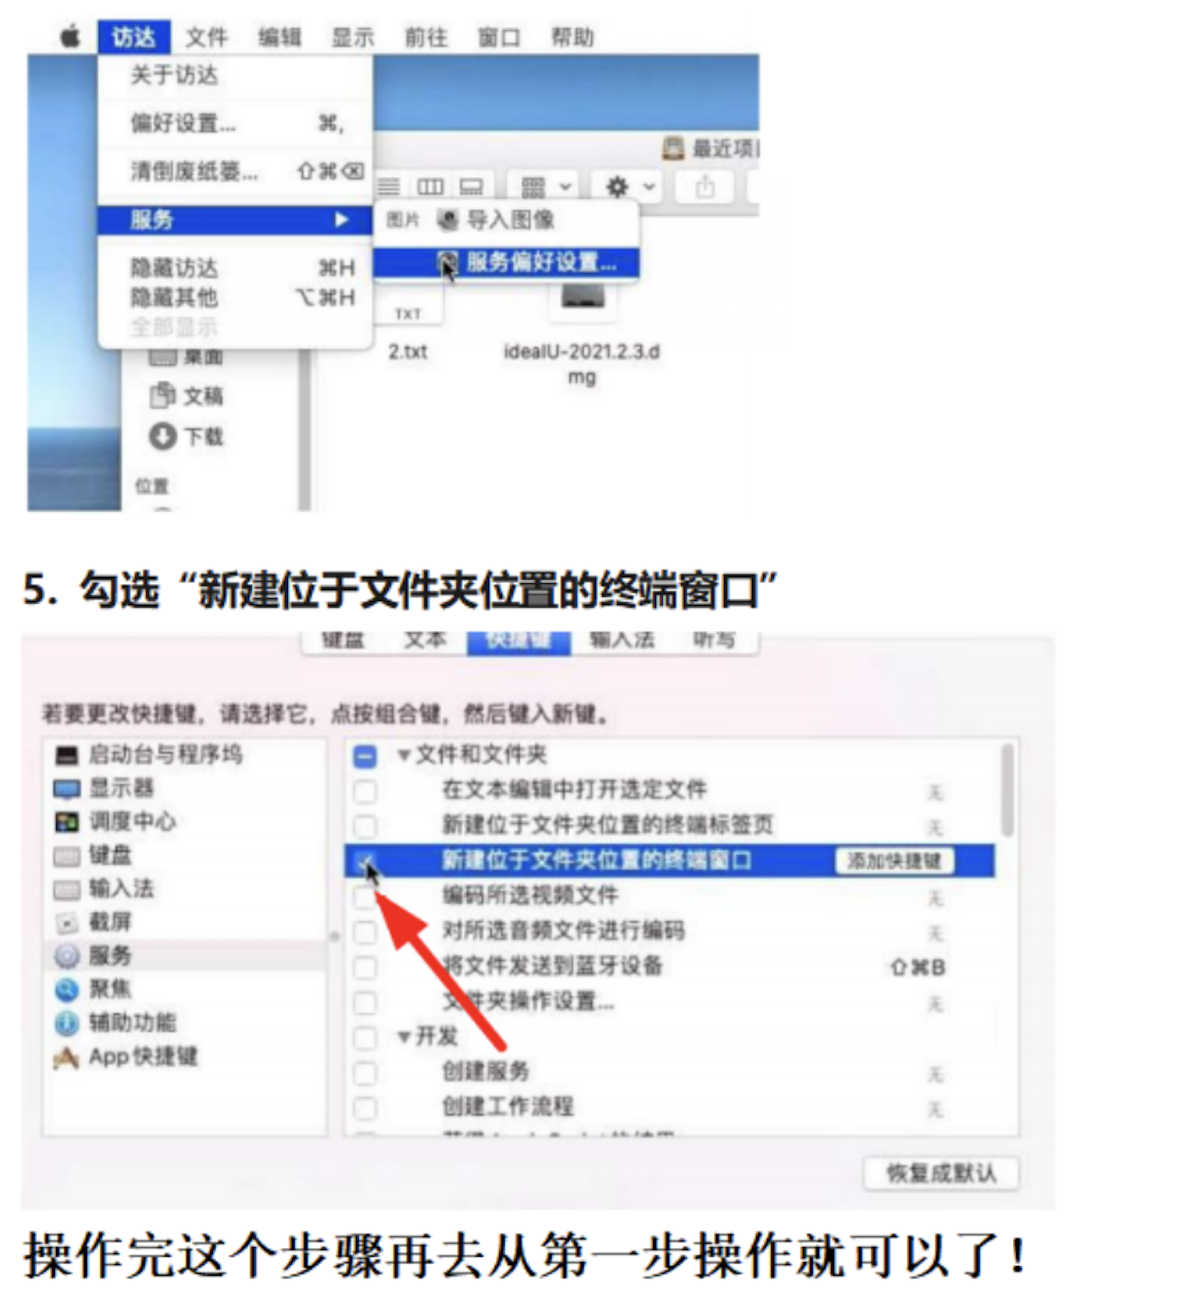 访达 文件 编辑 显示 前往 窗口 帮助
关于访达
偏好设置... ⌘,
清倒废纸篓... ⇧⌘⌫
服务 ▶
隐藏访达 ⌘H
隐藏其他 ⌥⌘H
全部显示
图片 导入图像
服务偏好设置...
最近项
TXT
2.txt
idealU-2021.2.3.d
mg
桌面
文稿
下载
位置
5. 勾选“新建位于文件夹位置的终端窗口”
键盘 文本 快捷键 输入法 听写
若要更改快捷键，请选择它，点按组合键，然后键入新键。
启动台与程序坞
显示器
调度中心
键盘
输入法
截屏
服务
聚焦
辅助功能
App 快捷键
▼文件和文件夹
在文本编辑中打开选定文件 无
新建位于文件夹位置的终端标签页 无
新建位于文件夹位置的终端窗口 添加快捷键
编码所选视频文件 无
对所选音频文件进行编码 无
将文件发送到蓝牙设备 ⇧⌘B
文件夹操作设置... 无
▼开发
创建服务 无
创建工作流程 无
恢复成默认
操作完这个步骤再去从第一步操作就可以了！